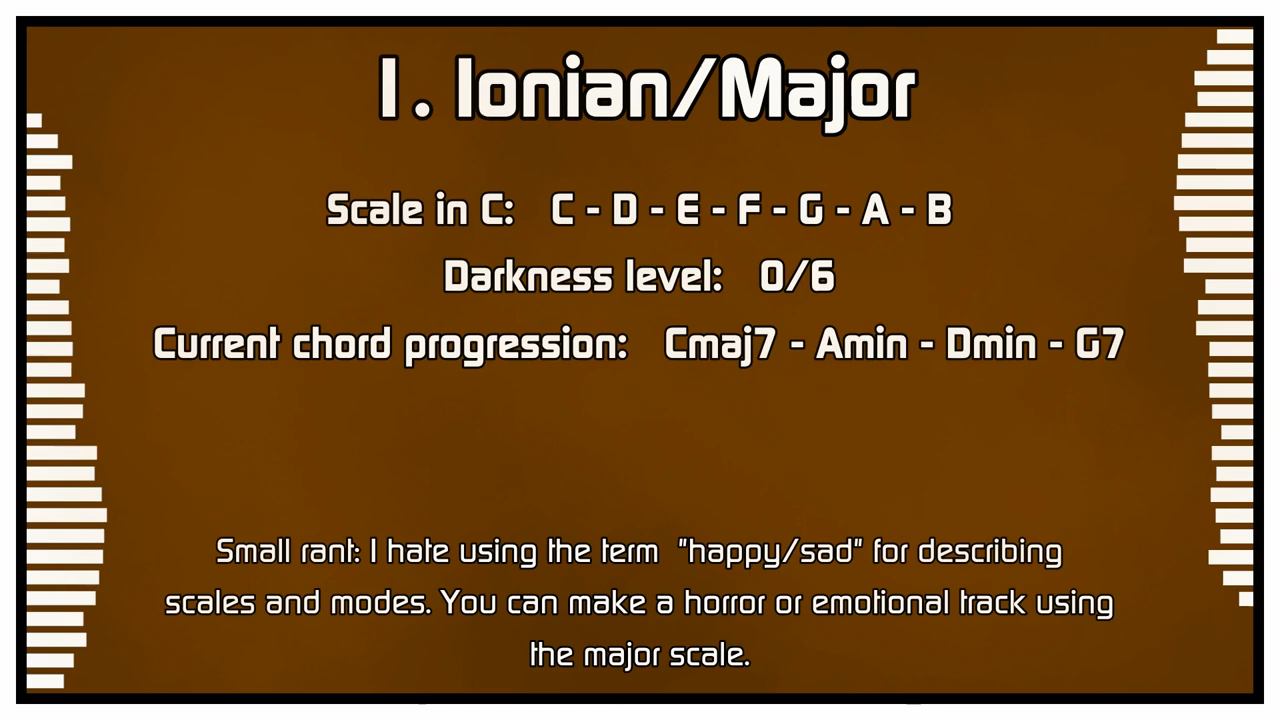 1. Ionian/Major
Scale in C: C - D - E - F - G - A - B
Darkness level: 0/6
Current chord progression: Cmaj7 - Amin - Dmin - G7
Small rant: I hate using the term "happy/sad" for describing
scales and modes. You can make a horror or emotional track using
the major scale.